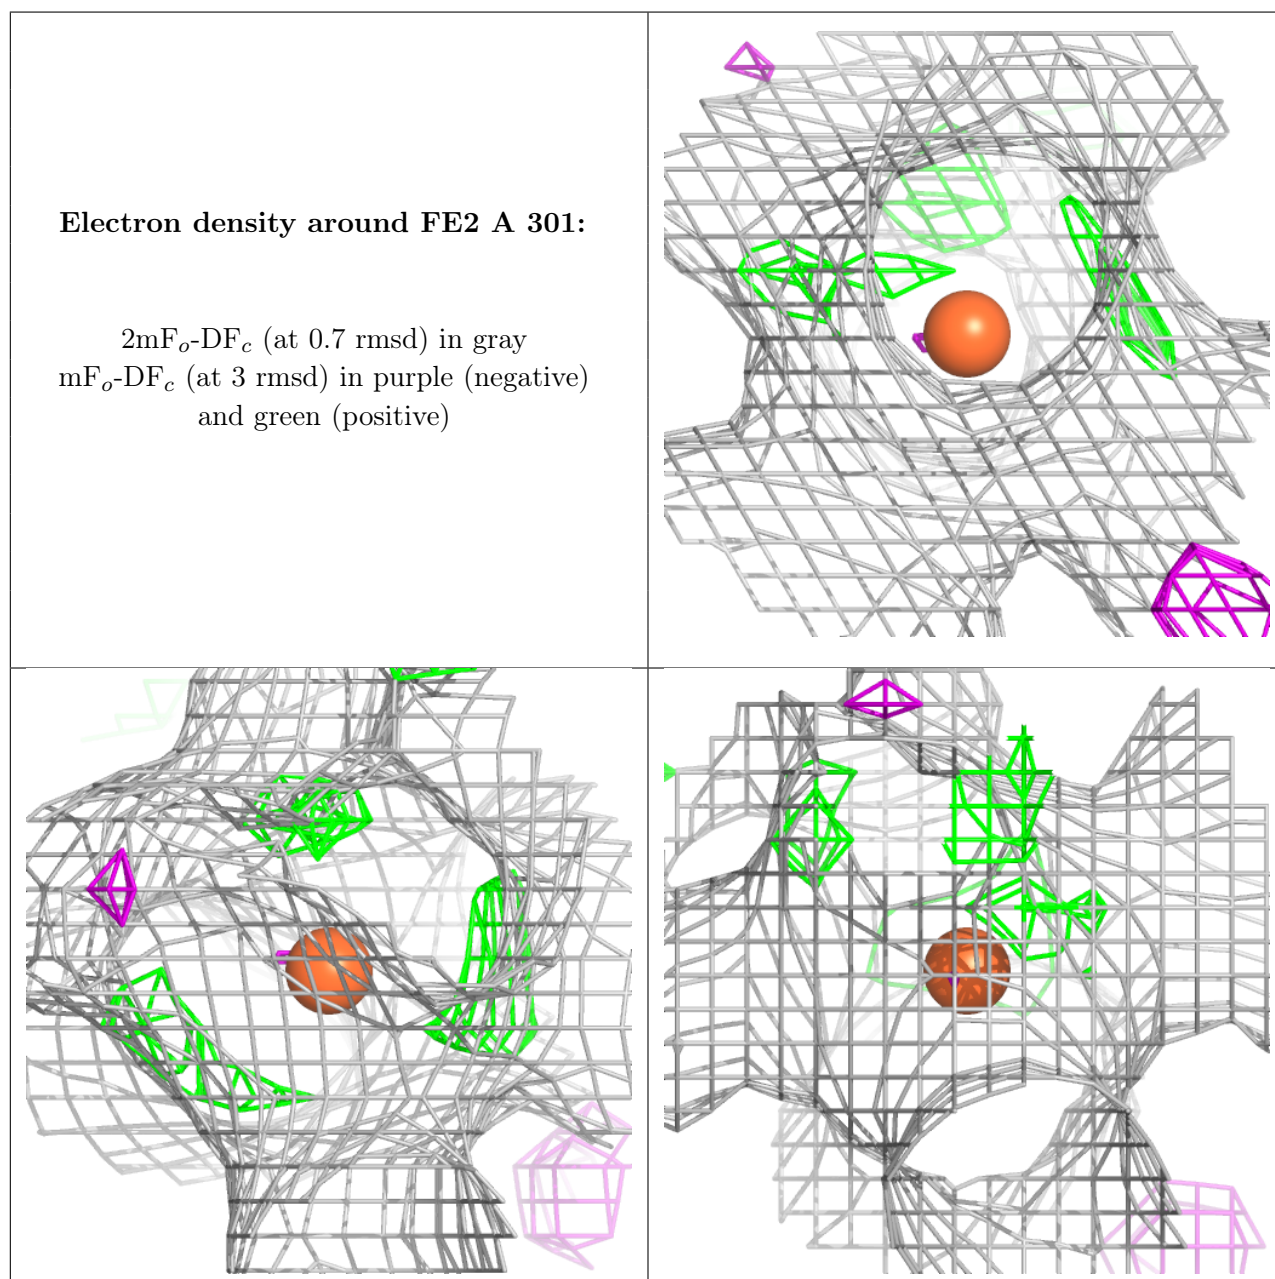 Electron density around FE2 A 301:
2mFₒ-DF𝒸 (at 0.7 rmsd) in gray
mFₒ-DF𝒸 (at 3 rmsd) in purple (negative)
and green (positive)